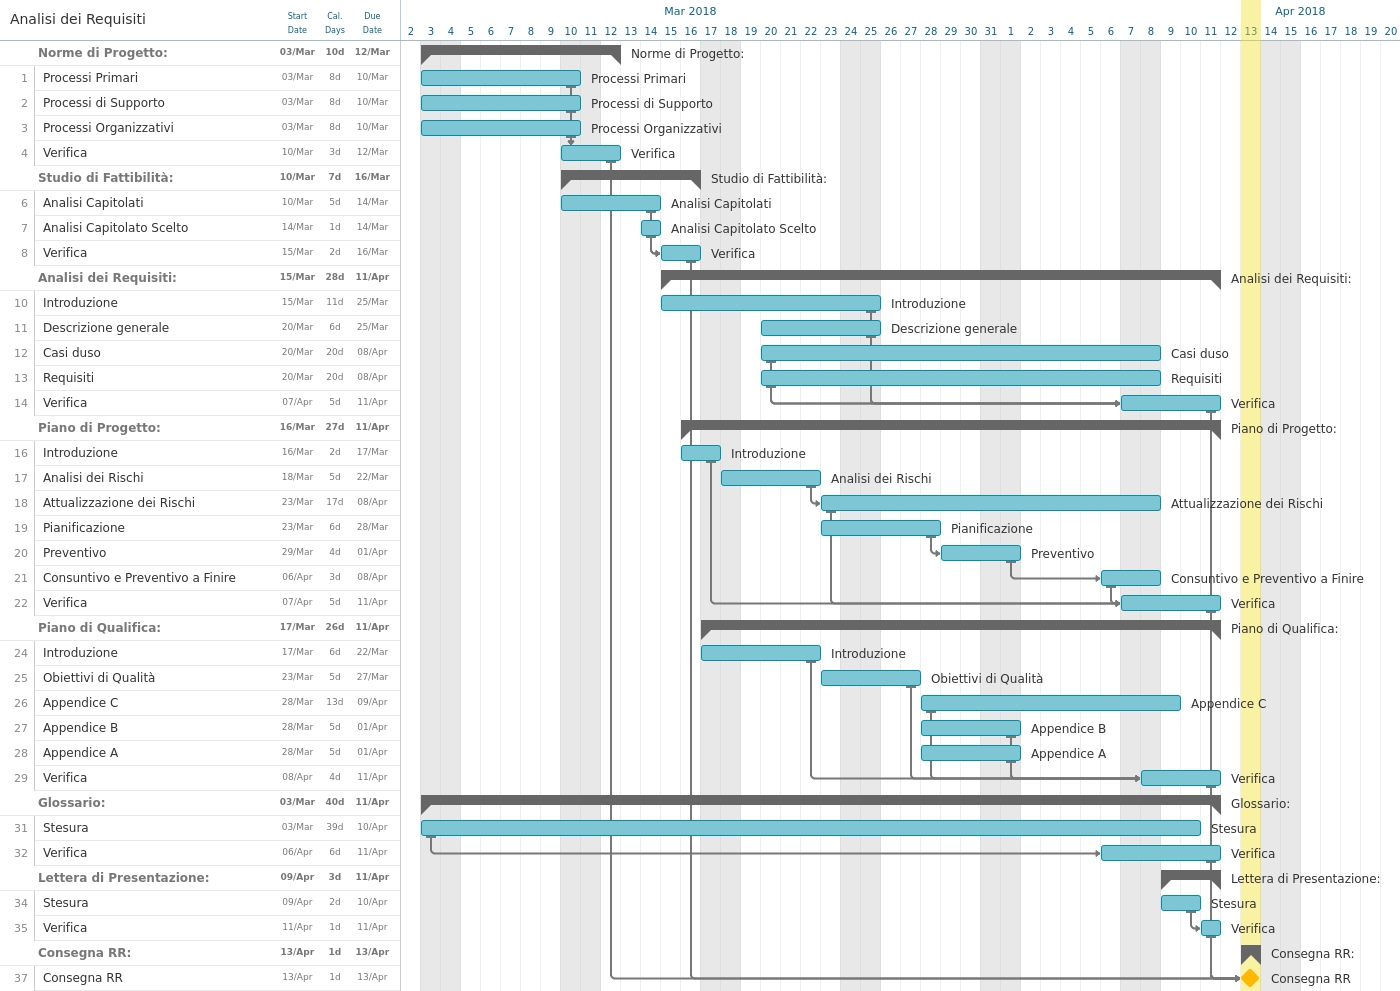 Analisi dei Requisiti Start Date Cal. Days Due Date Mar 2018 Apr 2018
2 3 4 5 6 7 8 9 10 11 12 13 14 15 16 17 18 19 20 21 22 23 24 25 26 27 28 29 30 31 1 2 3 4 5 6 7 8 9 10 11 12 13 14 15 16 17 18 19 20
Norme di Progetto: 03/Mar 10d 12/Mar Norme di Progetto:
1 Processi Primari 03/Mar 8d 10/Mar Processi Primari
2 Processi di Supporto 03/Mar 8d 10/Mar Processi di Supporto
3 Processi Organizzativi 03/Mar 8d 10/Mar Processi Organizzativi
4 Verifica 10/Mar 3d 12/Mar Verifica
Studio di Fattibilità: 10/Mar 7d 16/Mar Studio di Fattibilità:
6 Analisi Capitolati 10/Mar 5d 14/Mar Analisi Capitolati
7 Analisi Capitolato Scelto 14/Mar 1d 14/Mar Analisi Capitolato Scelto
8 Verifica 15/Mar 2d 16/Mar Verifica
Analisi dei Requisiti: 15/Mar 28d 11/Apr Analisi dei Requisiti:
10 Introduzione 15/Mar 11d 25/Mar Introduzione
11 Descrizione generale 20/Mar 6d 25/Mar Descrizione generale
12 Casi duso 20/Mar 20d 08/Apr Casi duso
13 Requisiti 20/Mar 20d 08/Apr Requisiti
14 Verifica 07/Apr 5d 11/Apr Verifica
Piano di Progetto: 16/Mar 27d 11/Apr Piano di Progetto:
16 Introduzione 16/Mar 2d 17/Mar Introduzione
17 Analisi dei Rischi 18/Mar 5d 22/Mar Analisi dei Rischi
18 Attualizzazione dei Rischi 23/Mar 17d 08/Apr Attualizzazione dei Rischi
19 Pianificazione 23/Mar 6d 28/Mar Pianificazione
20 Preventivo 29/Mar 4d 01/Apr Preventivo
21 Consuntivo e Preventivo a Finire 06/Apr 3d 08/Apr Consuntivo e Preventivo a Finire
22 Verifica 07/Apr 5d 11/Apr Verifica
Piano di Qualifica: 17/Mar 26d 11/Apr Piano di Qualifica:
24 Introduzione 17/Mar 6d 22/Mar Introduzione
25 Obiettivi di Qualità 23/Mar 5d 27/Mar Obiettivi di Qualità
26 Appendice C 28/Mar 13d 09/Apr Appendice C
27 Appendice B 28/Mar 5d 01/Apr Appendice B
28 Appendice A 28/Mar 5d 01/Apr Appendice A
29 Verifica 08/Apr 4d 11/Apr Verifica
Glossario: 03/Mar 40d 11/Apr Glossario:
31 Stesura 03/Mar 39d 10/Apr Stesura
32 Verifica 06/Apr 6d 11/Apr Verifica
Lettera di Presentazione: 09/Apr 3d 11/Apr Lettera di Presentazione:
34 Stesura 09/Apr 2d 10/Apr Stesura
35 Verifica 11/Apr 1d 11/Apr Verifica
Consegna RR: 13/Apr 1d 13/Apr Consegna RR:
37 Consegna RR 13/Apr 1d 13/Apr Consegna RR